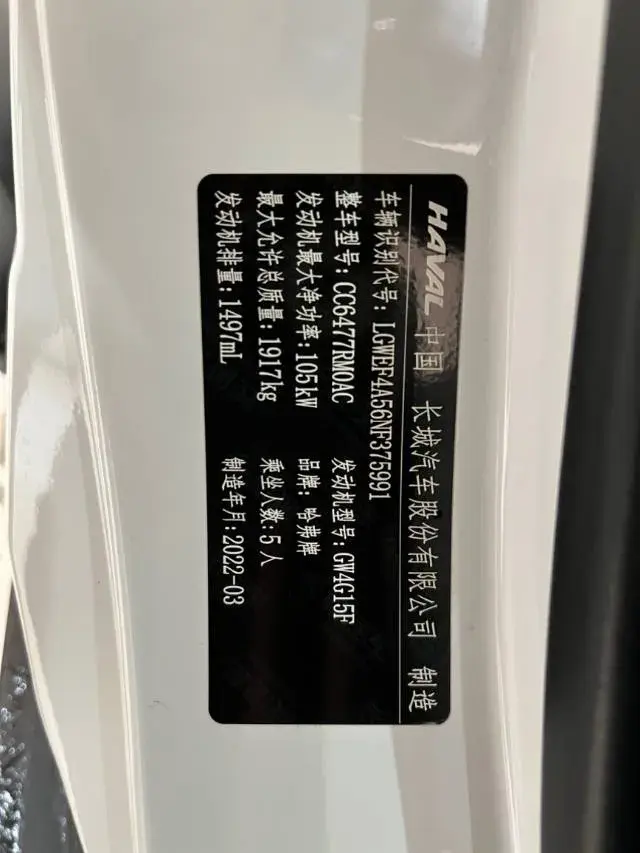 HAVAL 中国 长城汽车股份有限公司 制造
车辆识别代号:LGWEF4A56NF375991
整车型号:CC6477RM0AC 发动机型号:GW4G15F
发动机最大净功率:105kW 品牌:哈弗牌
最大允许总质量:1917kg 乘坐人数:5人
发动机排量:1497mL 制造年月:2022-03